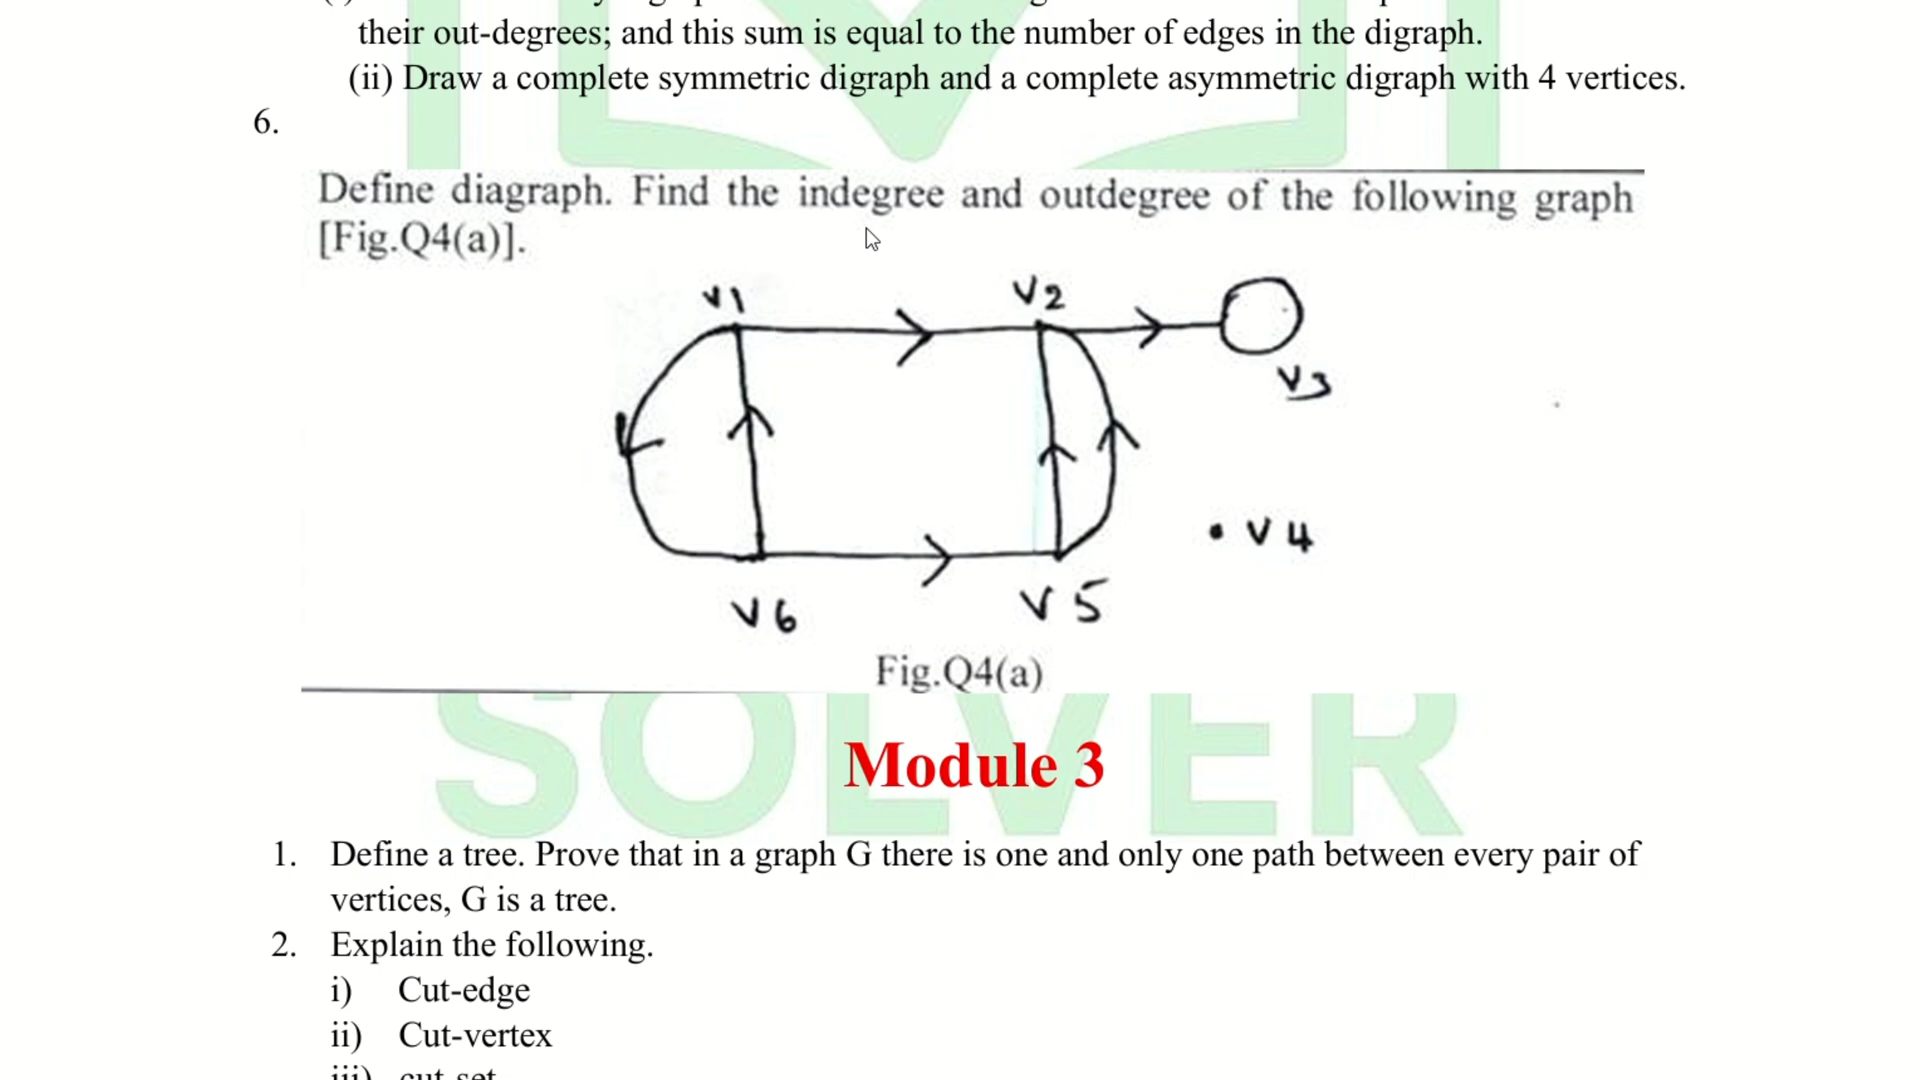 their out-degrees; and this sum is equal to the number of edges in the digraph.
(ii) Draw a complete symmetric digraph and a complete asymmetric digraph with 4 vertices.
6.
Define diagraph. Find the indegree and outdegree of the following graph
[Fig.Q4(a)].
V1
V2
V3
V4
V6
V5
Fig.Q4(a)
SOLVER
Module 3
1. Define a tree. Prove that in a graph G there is one and only one path between every pair of
vertices, G is a tree.
2. Explain the following.
i) Cut-edge
ii) Cut-vertex
iii) cut-set